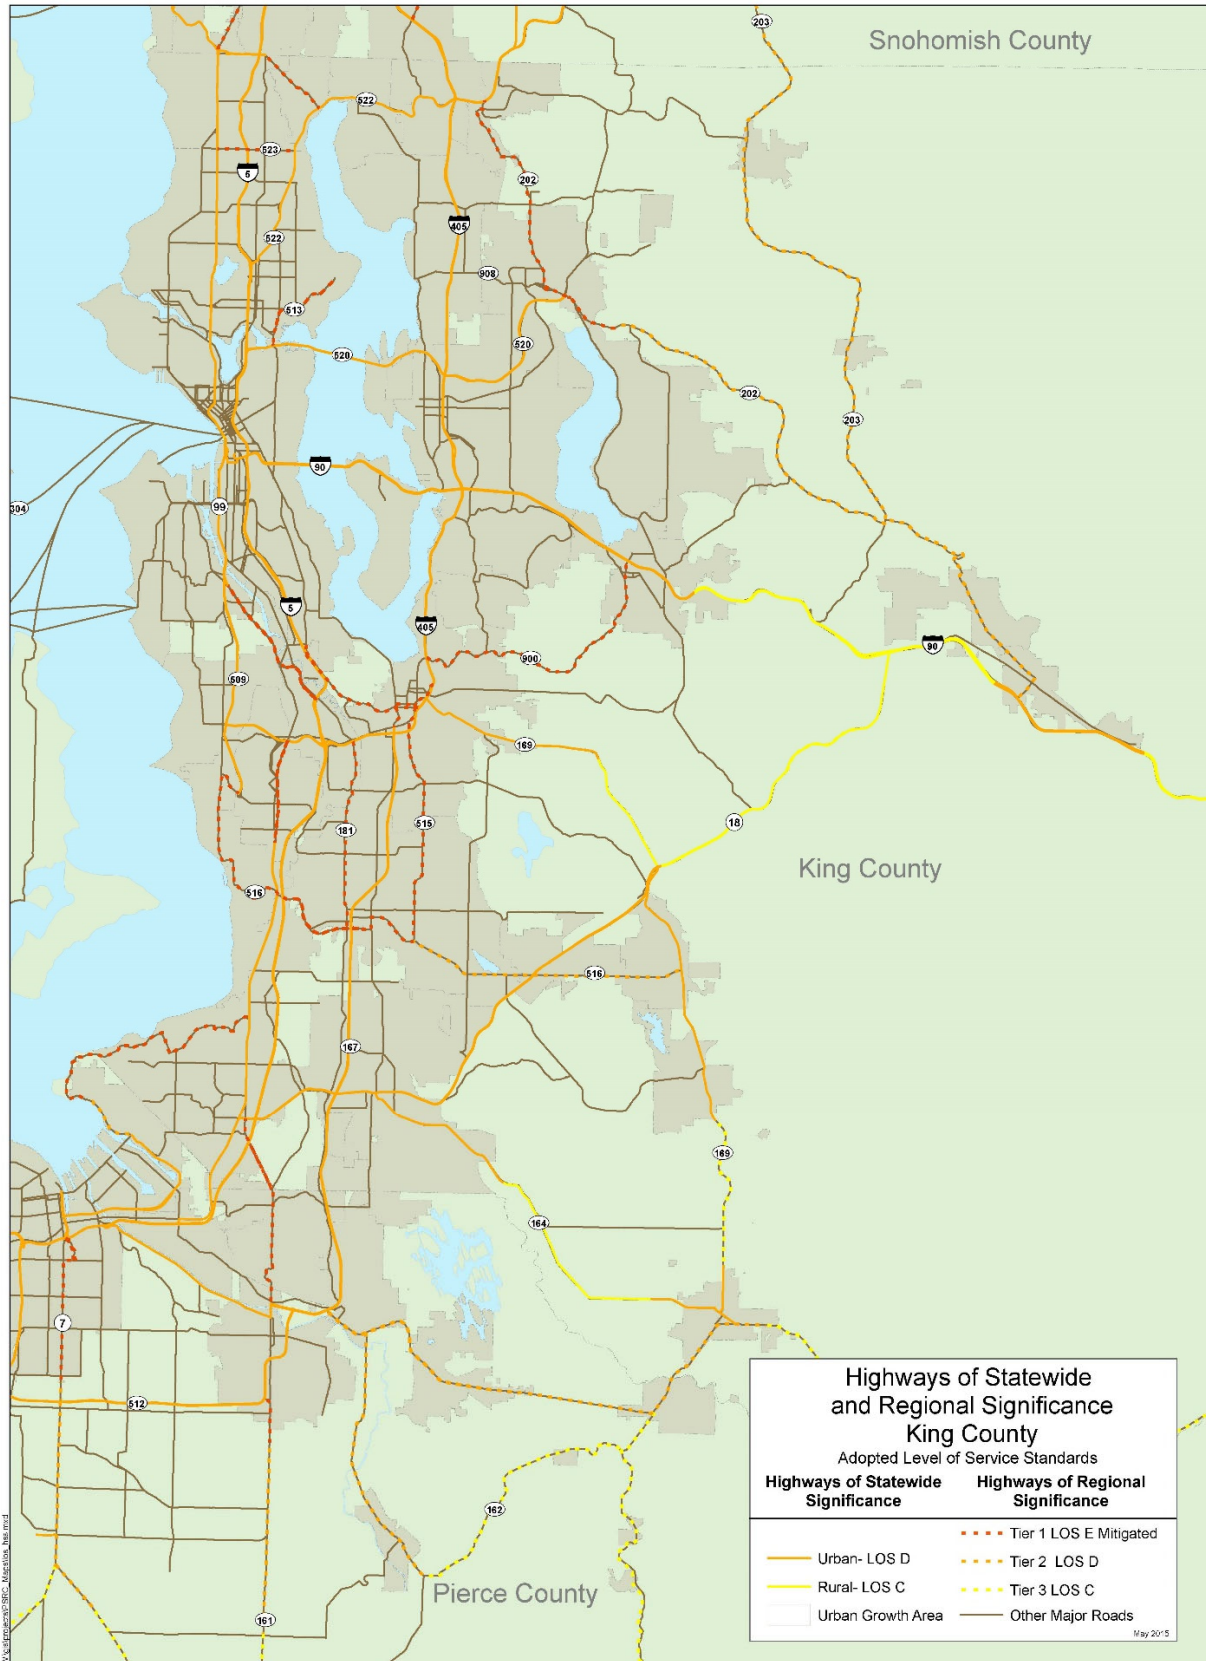 203
Snohomish County
522
523
5
202
405
522
908
513
520
520
202
203
90
99
304
5
405
900
90
509
169
18
181
515
King County
516
516
167
169
164
7
512
162
Pierce County
161
Highways of Statewide
and Regional Significance
King County
Adopted Level of Service Standards
Highways of Statewide Significance
Highways of Regional Significance
Tier 1 LOS E Mitigated
Urban- LOS D
Tier 2 LOS D
Rural- LOS C
Tier 3 LOS C
Urban Growth Area
Other Major Roads
May 2015